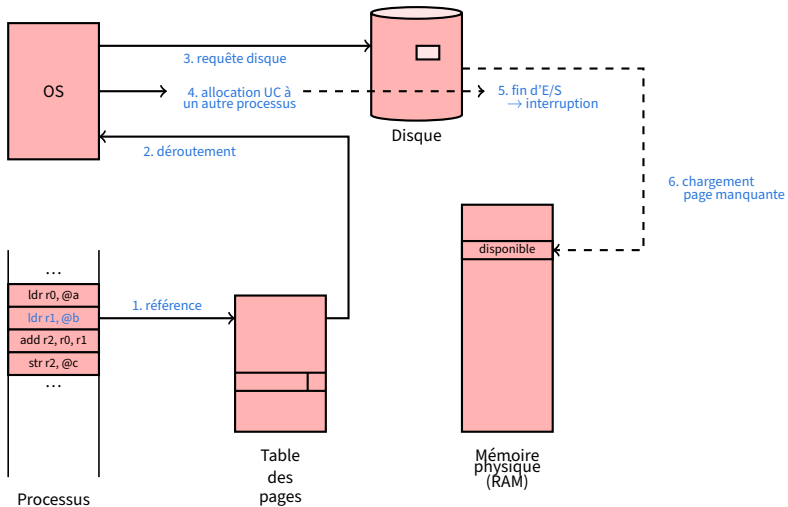 OS
3. requête disque
4. allocation UC à
un autre processus
2. déroutement
Disque
5. fin d'E/S
→ interruption
6. chargement
page manquante
disponible
...
ldr r0, @a
ldr r1, @b
add r2, r0, r1
str r2, @c
...
1. référence
Processus
Table
des
pages
Mémoire
physique
(RAM)